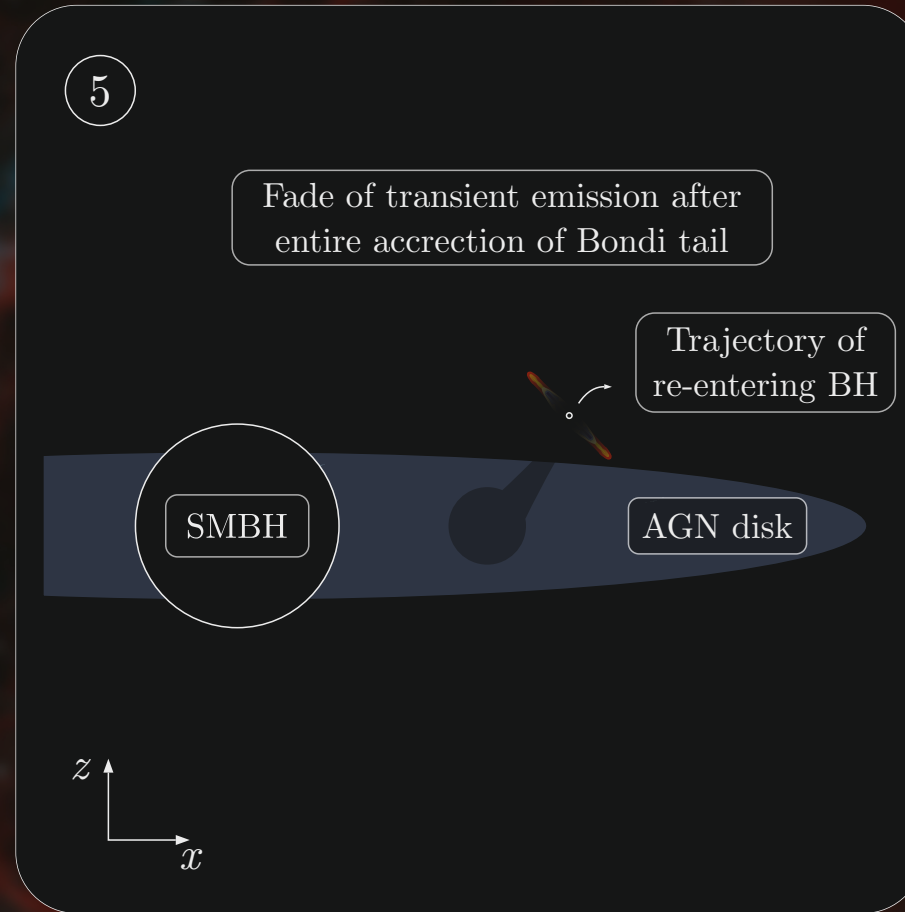 5
Fade of transient emission after
entire accrection of Bondi tail
Trajectory of
re-entering BH
SMBH
AGN disk
z
x